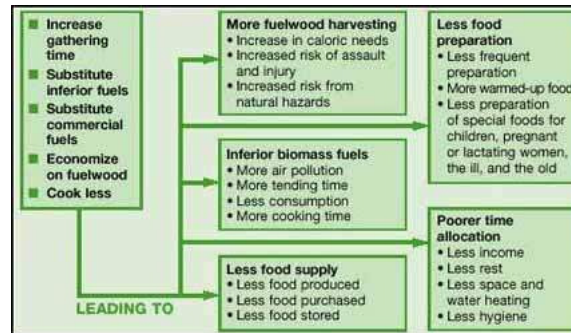 ■ Increase
gathering
time
■ Substitute
inferior fuels
■ Substitute
commercial
fuels
■ Economize
on fuelwood
■ Cook less
LEADING TO
More fuelwood harvesting
• Increase in caloric needs
• Increased risk of assault
and injury
• Increased risk from
natural hazards
Inferior biomass fuels
• More air pollution
• More tending time
• Less consumption
• More cooking time
Less food supply
• Less food produced
• Less food purchased
• Less food stored
Less food
preparation
• Less frequent
preparation
• More warmed-up food
• Less preparation
of special foods for
children, pregnant
or lactating women,
the ill, and the old
Poorer time
allocation
• Less income
• Less rest
• Less space and
water heating
• Less hygiene